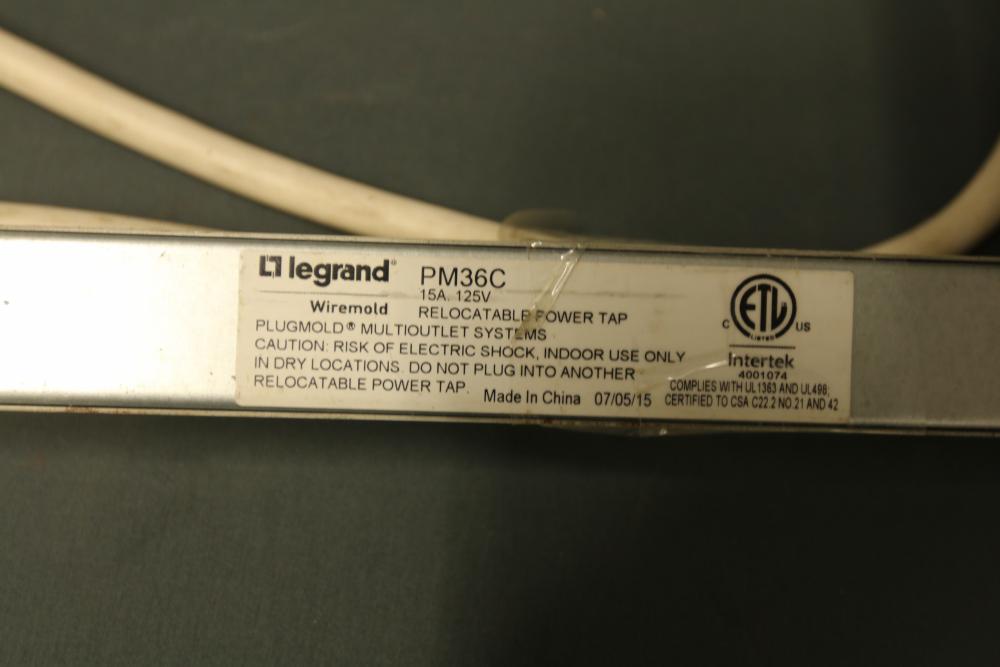 legrand®
PM36C
15A. 125V
Wiremold
RELOCATABLE POWER TAP
PLUGMOLD® MULTIOUTLET SYSTEMS
CAUTION: RISK OF ELECTRIC SHOCK, INDOOR USE ONLY
IN DRY LOCATIONS. DO NOT PLUG INTO ANOTHER
RELOCATABLE POWER TAP.
Made In China 07/05/15
C ETL US
LISTED
Intertek
4001074
COMPLIES WITH UL1363 AND UL498;
CERTIFIED TO CSA C22.2 NO.21 AND 42